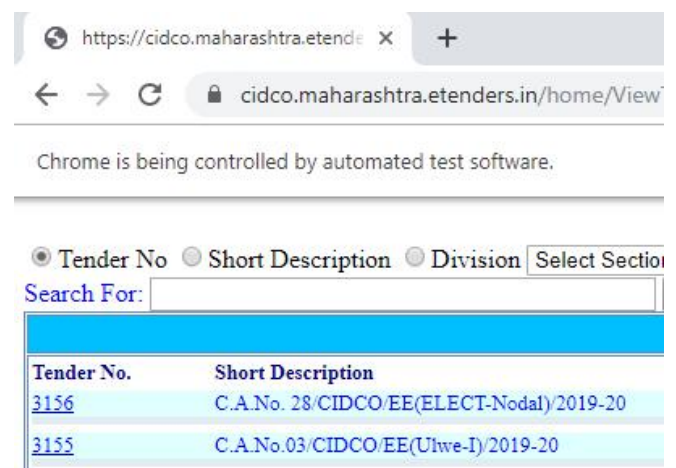 https://cidco.maharashtra.etende
cidco.maharashtra.etenders.in/home/View
Chrome is being controlled by automated test software.
Tender No Short Description Division Select Sectio
Search For:
Tender No. Short Description
3156 C.A.No. 28/CIDCO/EE(ELECT-Nodal)/2019-20
3155 C.A.No.03/CIDCO/EE(Ulwe-I)/2019-20